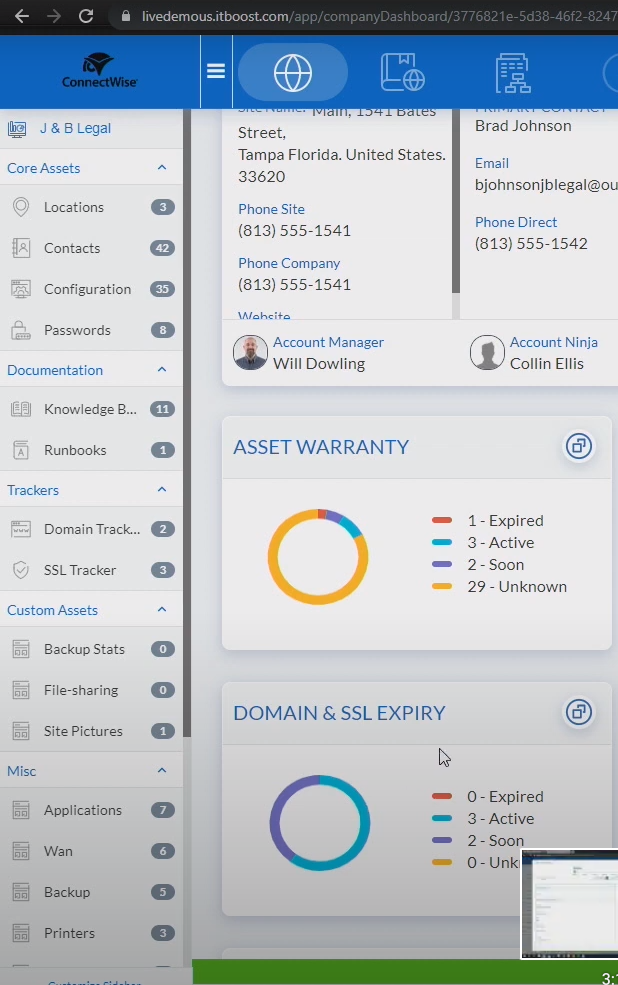 livedemous.itboost.com/app/companyDashboard/3776821e-5d38-46f2-8247
ConnectWise
J & B Legal
Core Assets
Locations 3
Contacts 42
Configuration 35
Passwords 8
Documentation
Knowledge B... 11
Runbooks 1
Trackers
Domain Track... 2
SSL Tracker 3
Custom Assets
Backup Stats 0
File-sharing 0
Site Pictures 1
Misc
Applications 7
Wan 6
Backup 5
Printers 3
Customize Sidebar
Site Name: Main, 1541 Bates
Street,
Tampa Florida. United States.
33620
Phone Site
(813) 555-1541
Phone Company
(813) 555-1541
Website
PRIMARY CONTACT
Brad Johnson
Email
bjohnsonjblegal@ou
Phone Direct
(813) 555-1542
Account Manager
Will Dowling
Account Ninja
Collin Ellis
ASSET WARRANTY
1 - Expired
3 - Active
2 - Soon
29 - Unknown
DOMAIN & SSL EXPIRY
0 - Expired
3 - Active
2 - Soon
0 - Unk